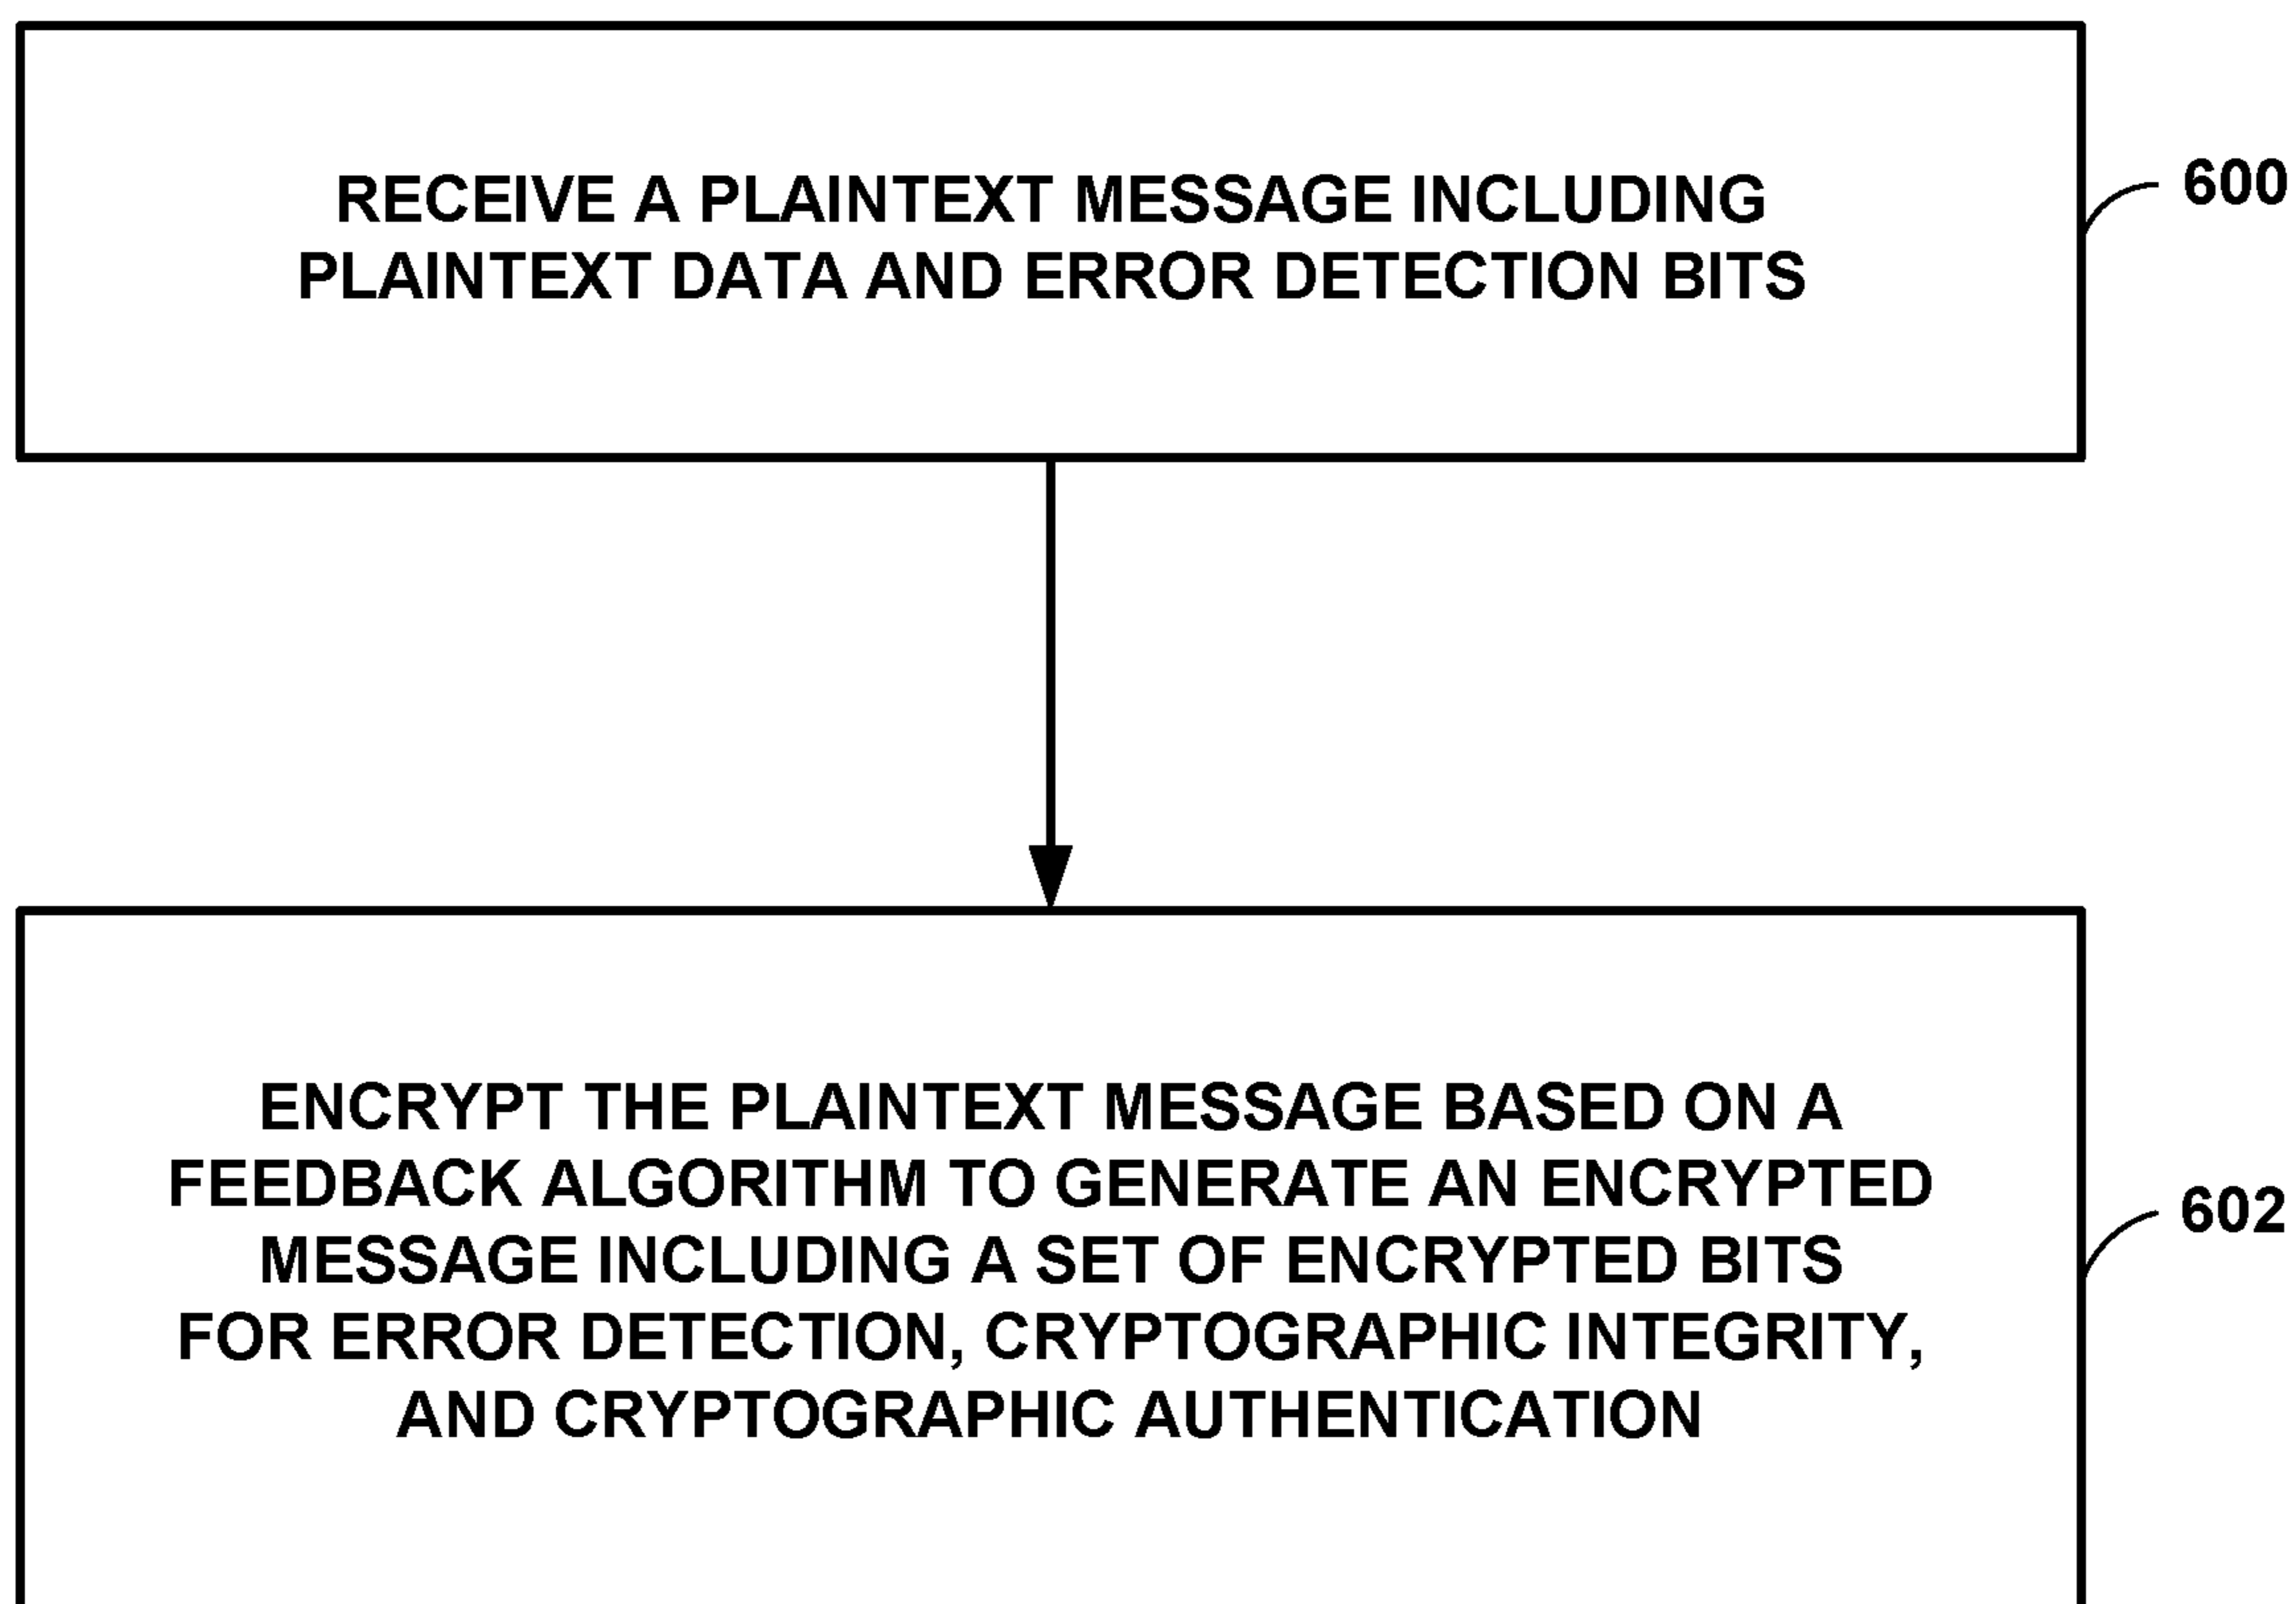 RECEIVE A PLAINTEXT MESSAGE INCLUDING
PLAINTEXT DATA AND ERROR DETECTION BITS
600
ENCRYPT THE PLAINTEXT MESSAGE BASED ON A
FEEDBACK ALGORITHM TO GENERATE AN ENCRYPTED
MESSAGE INCLUDING A SET OF ENCRYPTED BITS
FOR ERROR DETECTION, CRYPTOGRAPHIC INTEGRITY,
AND CRYPTOGRAPHIC AUTHENTICATION
602